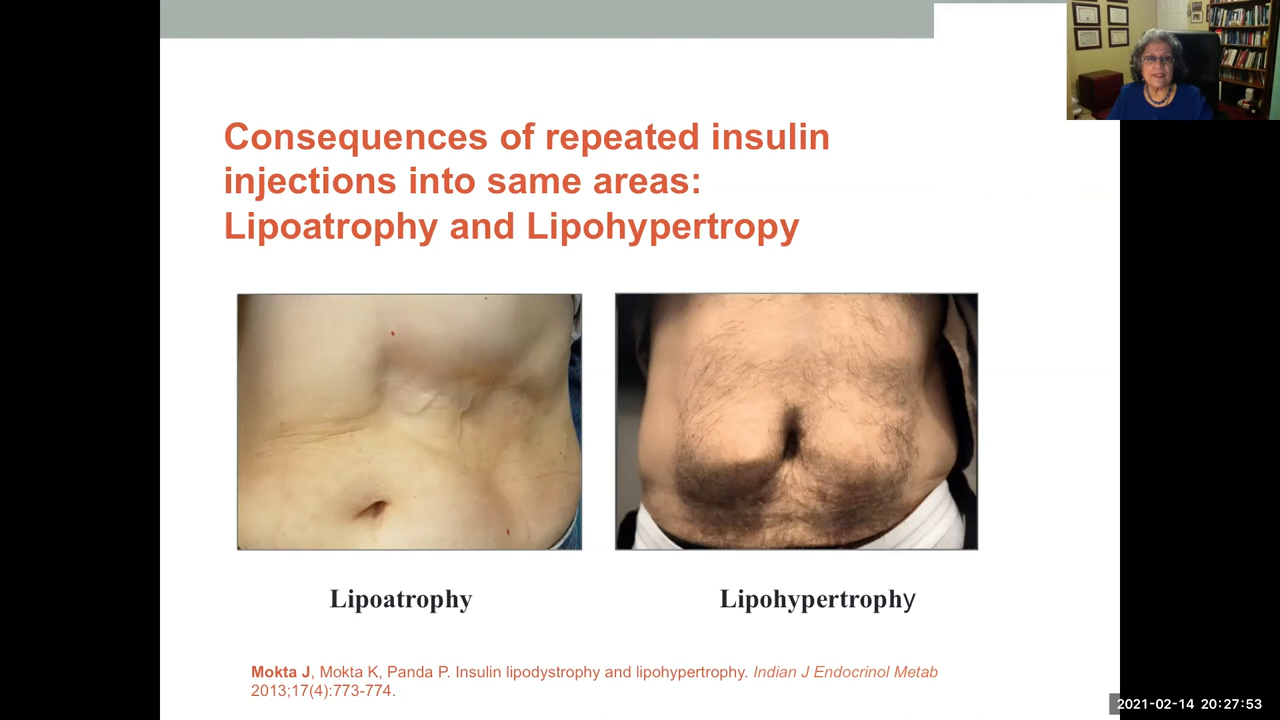 Consequences of repeated insulin
injections into same areas:
Lipoatrophy and Lipohypertropy
Lipoatrophy
Lipohypertrophy
Mokta J, Mokta K, Panda P. Insulin lipodystrophy and lipohypertrophy. Indian J Endocrinol Metab
2013;17(4):773-774.
2021-02-14 20:27:53